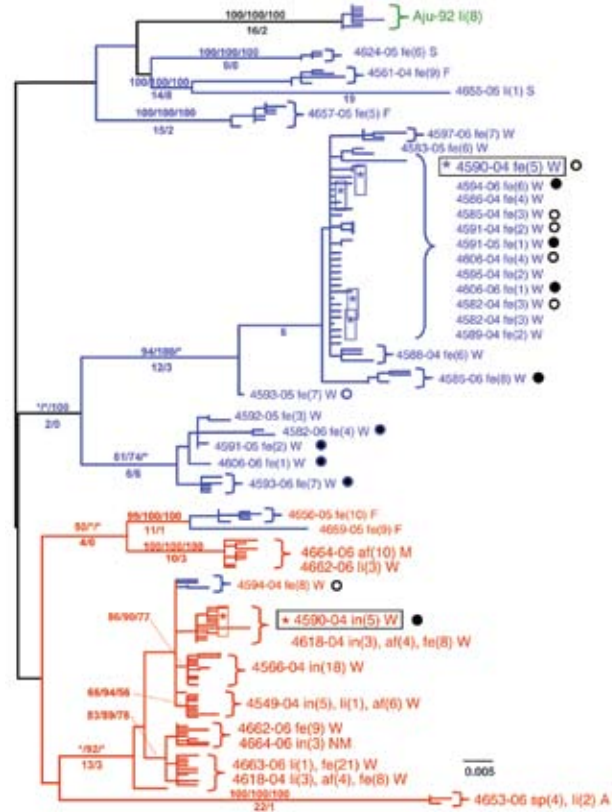 100/100/100
16/2
Aju-92 li(8)
100/100/100
9/0
4624-05 fe(6) S
100/100/100
14/8
4561-04 fe(9) F
19
4655-05 li(1) S
100/100/100
15/2
4657-05 fe(5) F
4597-06 fe(7) W
4583-05 fe(6) W
* 4590-04 fe(5) W
4594-06 fe(6) W
4586-04 fe(4) W
4585-04 fe(3) W
4591-04 fe(2) W
4591-05 fe(1) W
4606-04 fe(4) W
4595-04 fe(2) W
4606-06 fe(1) W
4582-04 fe(3) W
4582-04 fe(3) W
4589-04 fe(2) W
4588-04 fe(6) W
4585-06 fe(8) W
6
94/100/*
12/3
4593-05 fe(7) W
*/*/100
2/0
4592-05 fe(3) W
4582-06 fe(4) W
4591-05 fe(2) W
4606-06 fe(1) W
4593-06 fe(7) W
61/74/*
6/6
99/100/100
11/1
4656-05 fe(10) F
4659-05 fe(9) F
50/*/*
4/0
100/100/100
10/3
4664-06 af(10) M
4662-06 li(3) W
4594-04 fe(8) W
86/90/77
* 4590-04 in(5) W
4618-04 in(3), af(4), fe(8) W
4566-04 in(18) W
66/94/56
4549-04 in(5), li(1), af(6) W
83/89/78
4662-06 fe(9) W
4664-06 in(3) NM
*/92/*
13/3
4663-06 li(1), fe(21) W
4618-04 li(3), af(4), fe(8) W
0.005
100/100/100
23/1
4653-06 sp(4), li(2) A